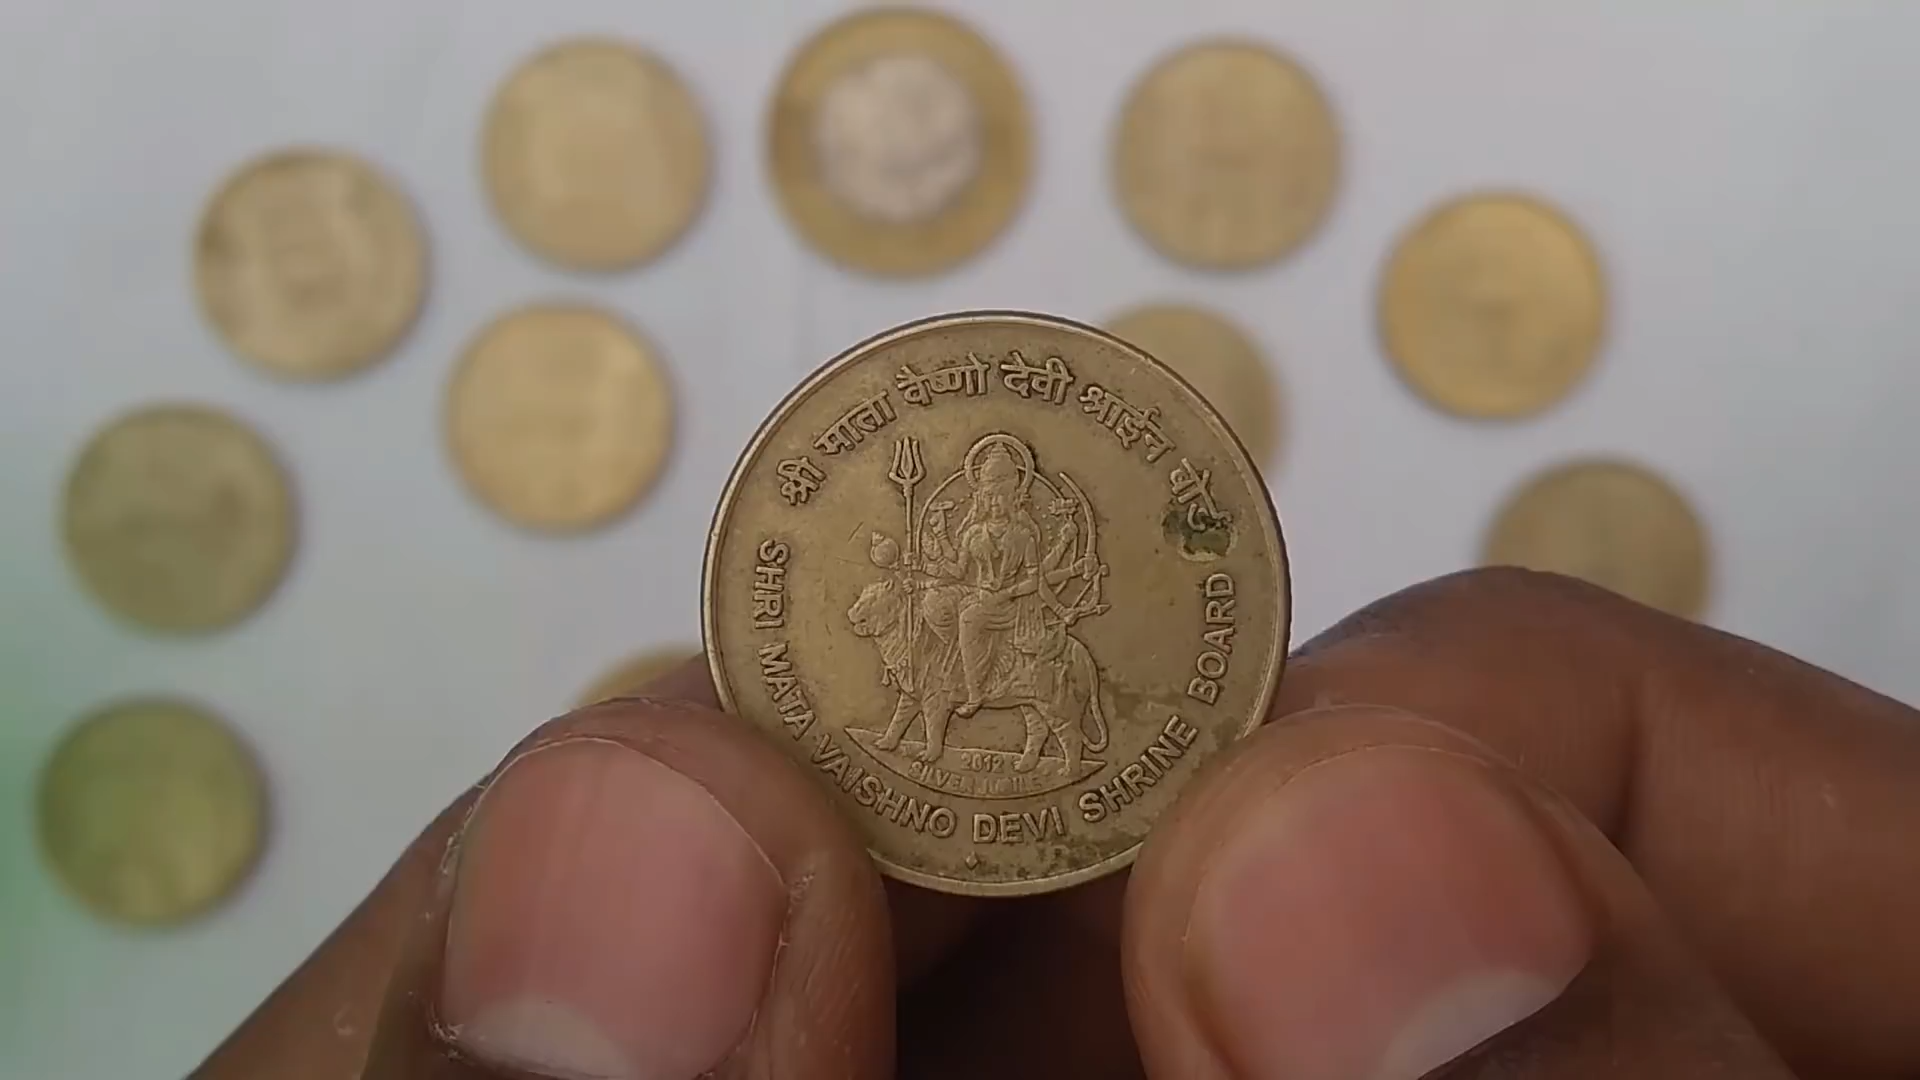 श्री माता वैष्णो देवी श्राईन बोर्ड
SHRI MATA VAISHNO DEVI SHRINE BOARD
2012
SILVER JUBILEE